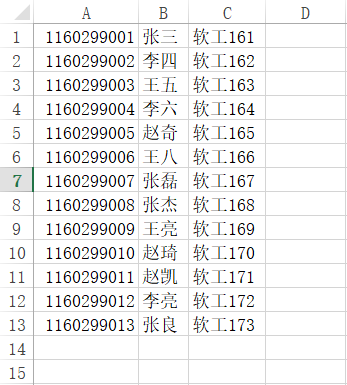 A B C D
1 1160299001 张三 软工161
2 1160299002 李四 软工162
3 1160299003 王五 软工163
4 1160299004 李六 软工164
5 1160299005 赵奇 软工165
6 1160299006 王八 软工166
7 1160299007 张磊 软工167
8 1160299008 张杰 软工168
9 1160299009 王亮 软工169
10 1160299010 赵琦 软工170
11 1160299011 赵凯 软工171
12 1160299012 李亮 软工172
13 1160299013 张良 软工173
14
15